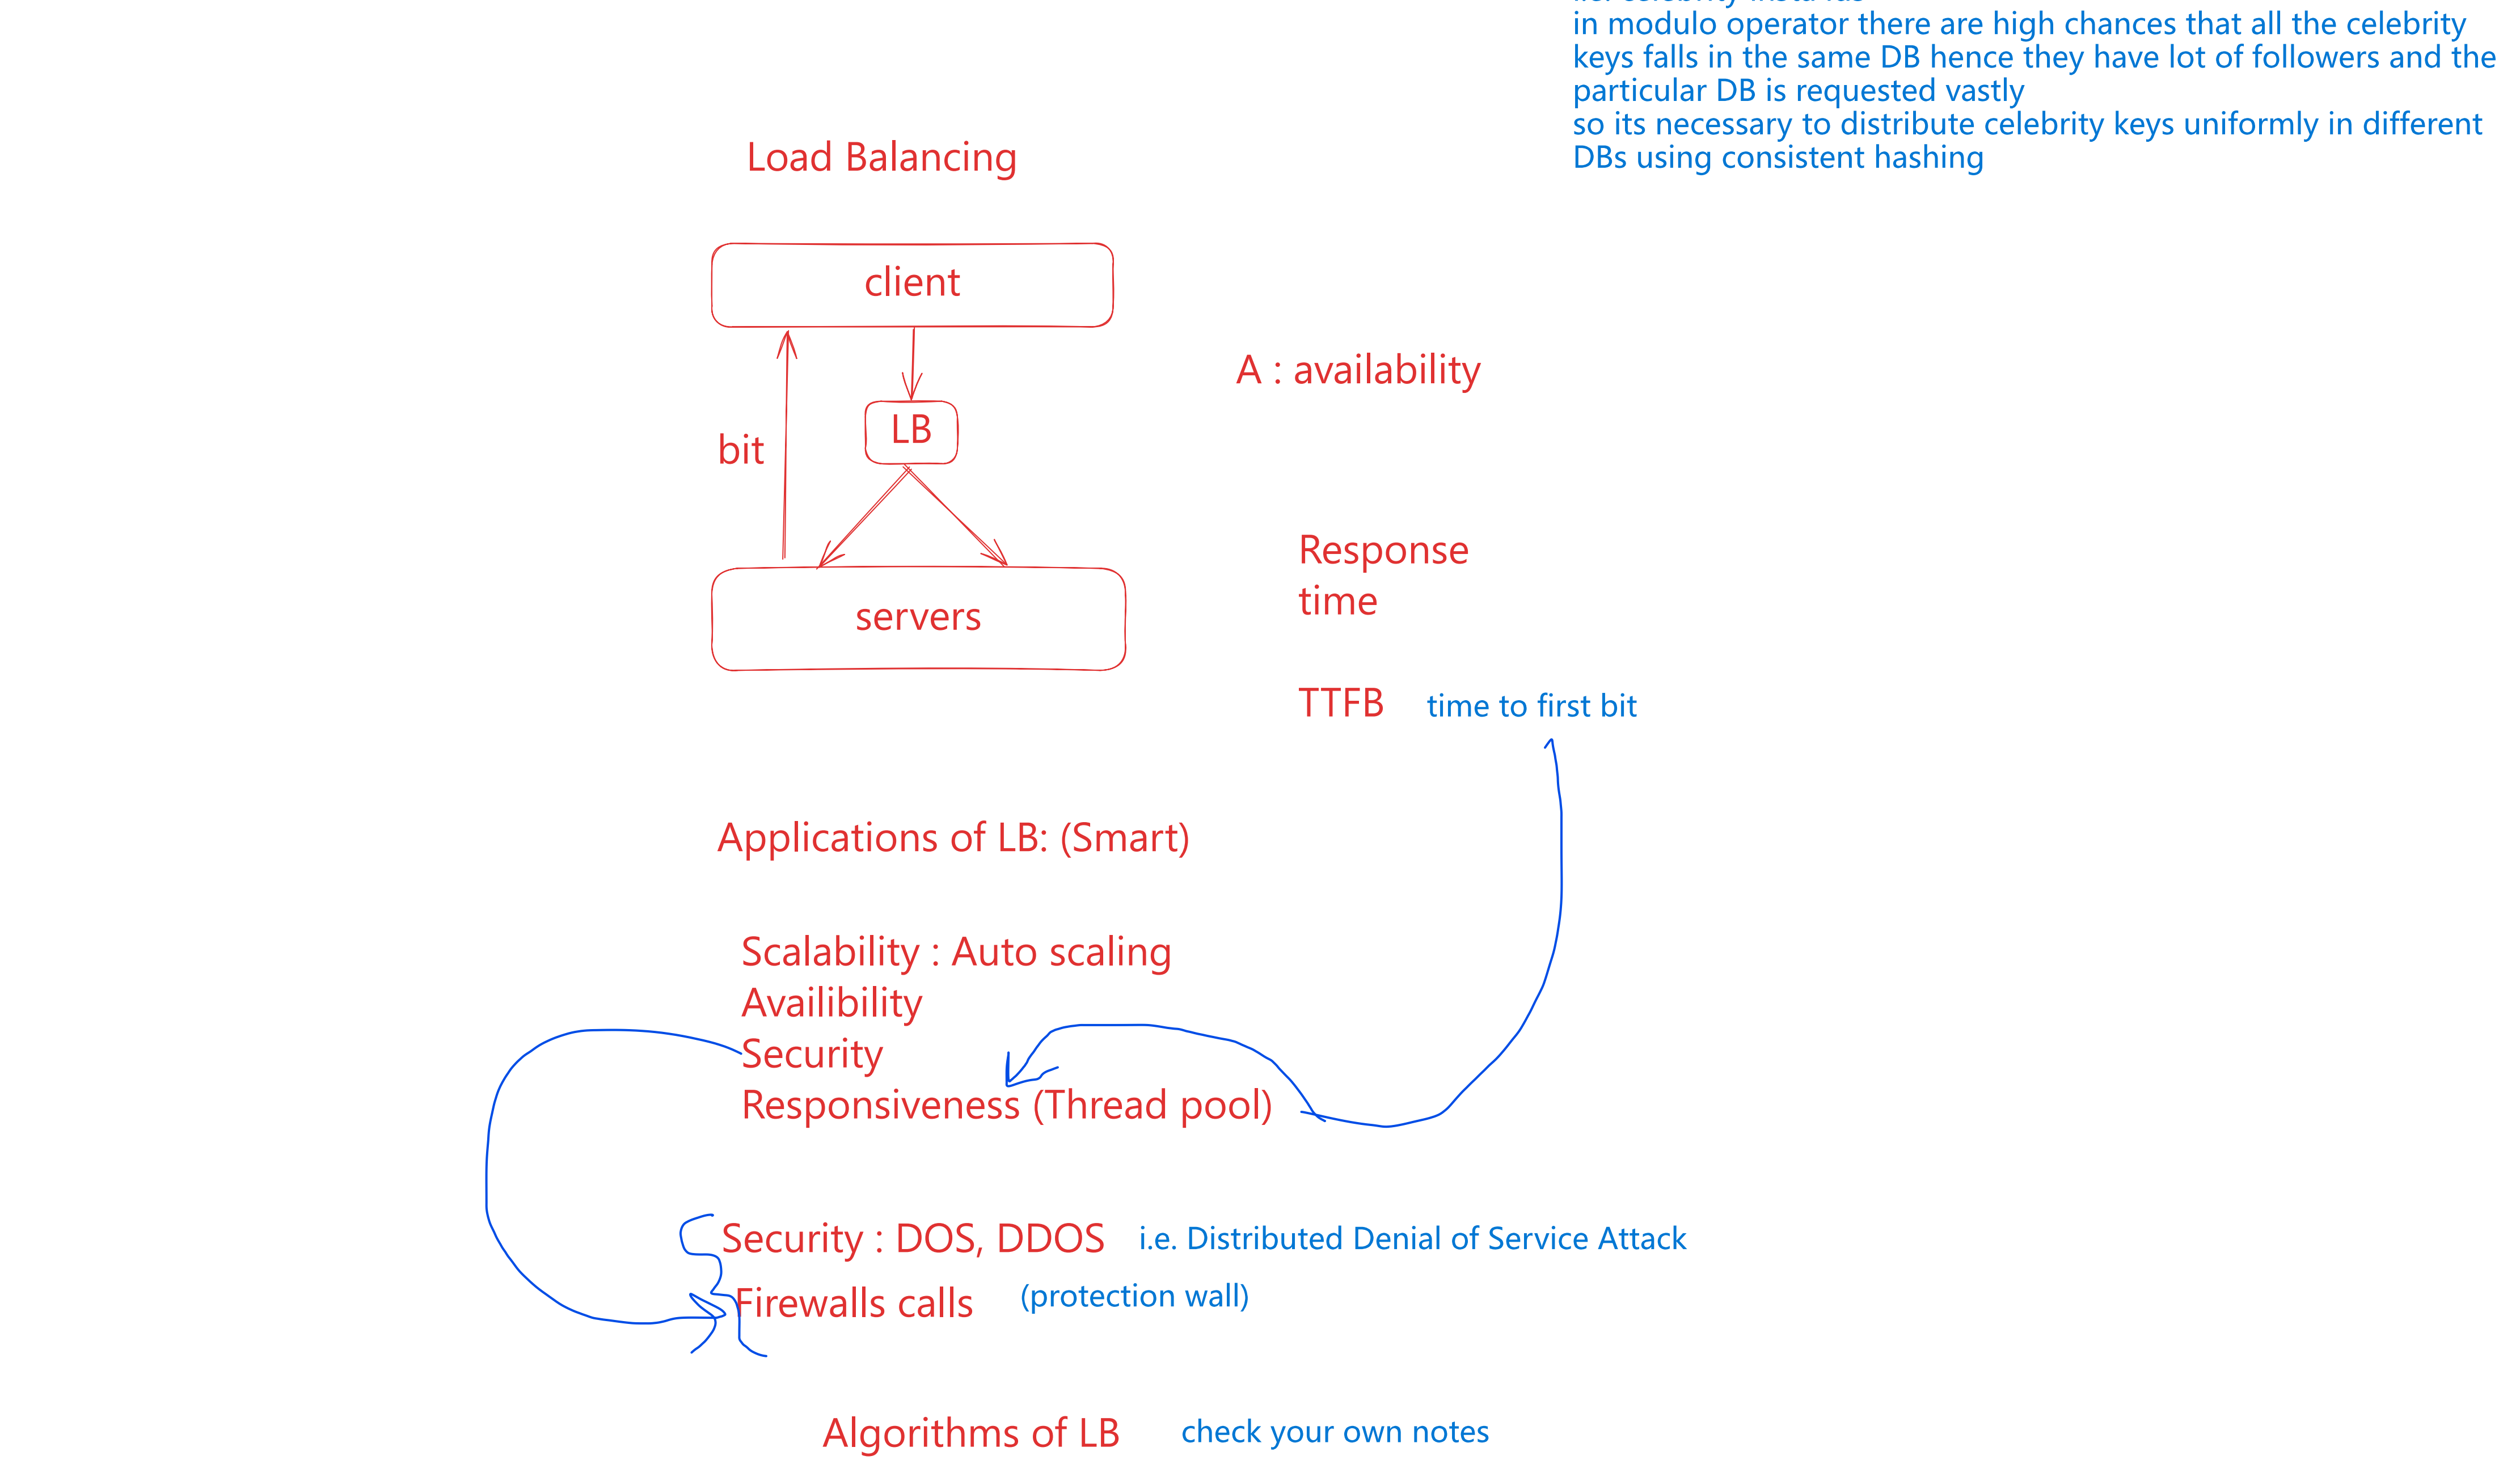 in modulo operator there are high chances that all the celebrity
keys falls in the same DB hence they have lot of followers and the
particular DB is requested vastly
so its necessary to distribute celebrity keys uniformly in different
DBs using consistent hashing
Load Balancing
client
A : availability
LB
bit
Response
time
servers
TTFB time to first bit
Applications of LB: (Smart)
Scalability : Auto scaling
Availibility
Security
Responsiveness (Thread pool)
Security : DOS, DDOS i.e. Distributed Denial of Service Attack
Firewalls calls (protection wall)
Algorithms of LB check your own notes